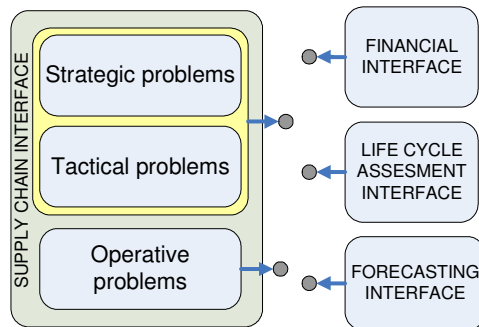 SUPPLY CHAIN INTERFACE
Strategic problems
Tactical problems
Operative
problems
FINANCIAL
INTERFACE
LIFE CYCLE
ASSESMENT
INTERFACE
FORECASTING
INTERFACE